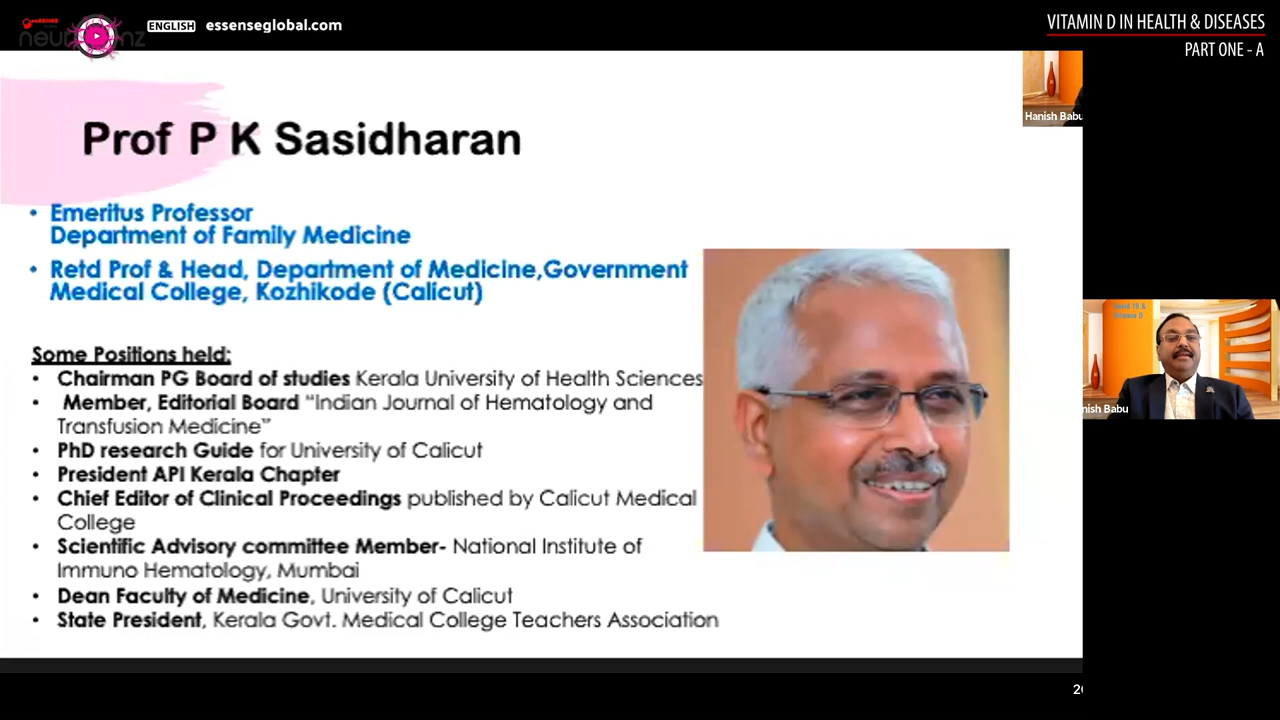 ENGLISH essenseglobal.com
VITAMIN D IN HEALTH & DISEASES
PART ONE - A
Hanish Babu
Prof P K Sasidharan
• Emeritus Professor
Department of Family Medicine
• Retd Prof & Head, Department of Medicine,Government
Medical College, Kozhikode (Calicut)
Some Positions held:
• Chairman PG Board of studies Kerala University of Health Sciences
• Member, Editorial Board “Indian Journal of Hematology and
Transfusion Medicine”
• PhD research Guide for University of Calicut
• President API Kerala Chapter
• Chief Editor of Clinical Proceedings published by Calicut Medical
College
• Scientific Advisory committee Member- National Institute of
Immuno Hematology, Mumbai
• Dean Faculty of Medicine, University of Calicut
• State President, Kerala Govt. Medical College Teachers Association
Vitamin D
nish Babu